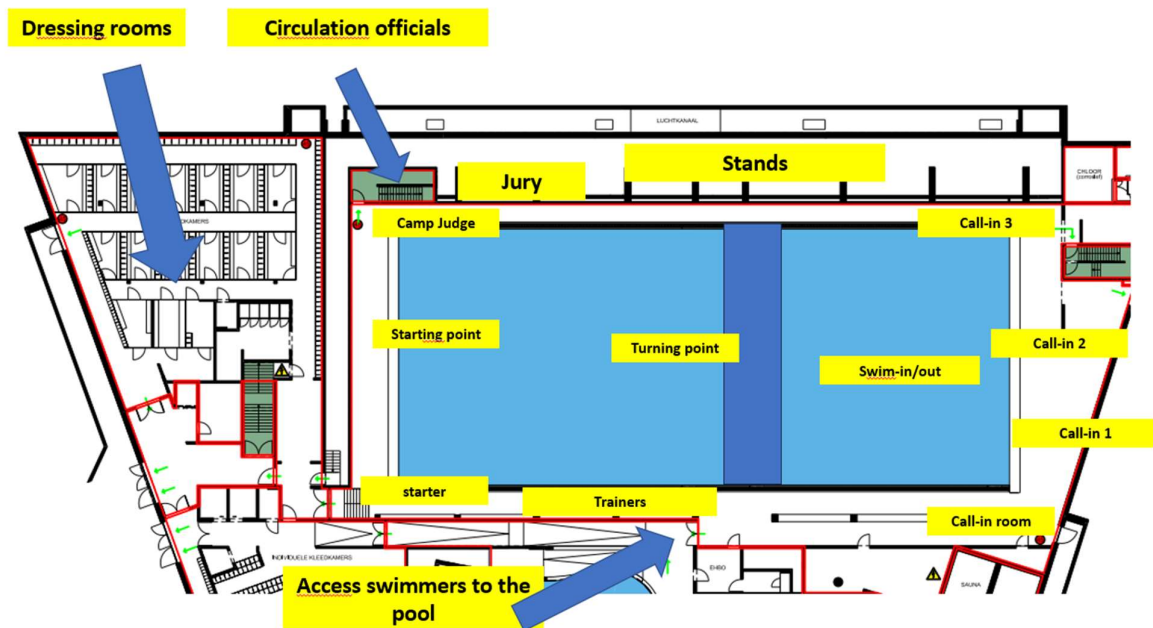 Dressing rooms
Circulation officials
LUCHTKANAAL
Stands
Jury
CHLOOR
Camp Judge
Call-in 3
Starting point
Turning point
Call-in 2
Swim-in/out
Call-in 1
starter
Trainers
Call-in room
INDIVIDUELE KLEEDKAMERS
EHBO
SAUNA
Access swimmers to the
pool